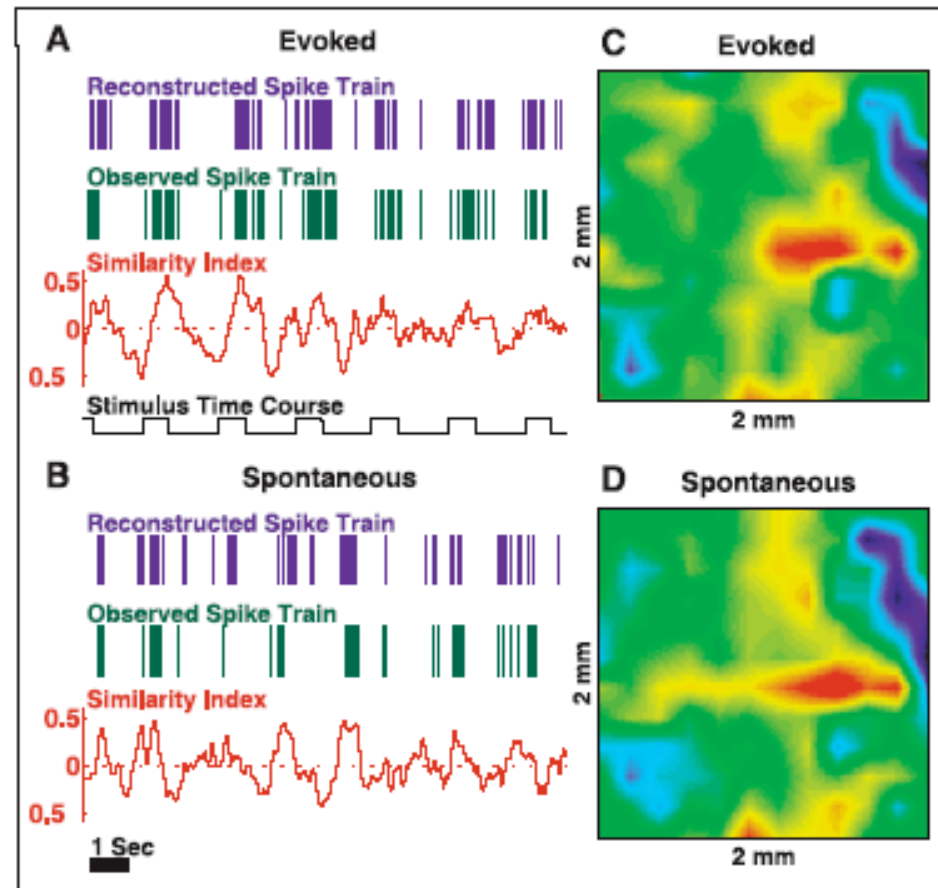 A
Evoked
Reconstructed Spike Train
Observed Spike Train
Similarity Index
0.5
0
0.5
Stimulus Time Course
B
Spontaneous
Reconstructed Spike Train
Observed Spike Train
Similarity Index
0.5
0
0.5
1 Sec
C
Evoked
2 mm
2 mm
D
Spontaneous
2 mm
2 mm